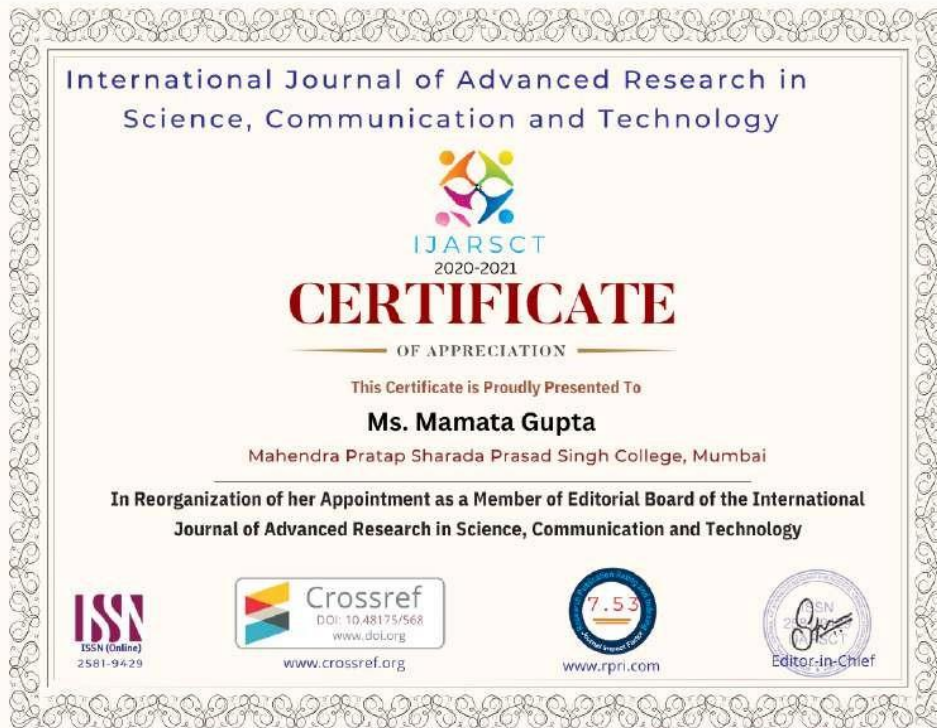 International Journal of Advanced Research in
Science, Communication and Technology
IJARSCT
2020-2021
CERTIFICATE
OF APPRECIATION
This Certificate is Proudly Presented To
Ms. Mamata Gupta
Mahendra Pratap Sharada Prasad Singh College, Mumbai
In Reorganization of her Appointment as a Member of Editorial Board of the International
Journal of Advanced Research in Science, Communication and Technology
ISSN
ISSN (Online)
2581-9429
Crossref
DOI: 10.48175/568
www.doi.org
www.crossref.org
7.53
Journal Impact Factor
www.rpri.com
ISSN
Editor-in-Chief